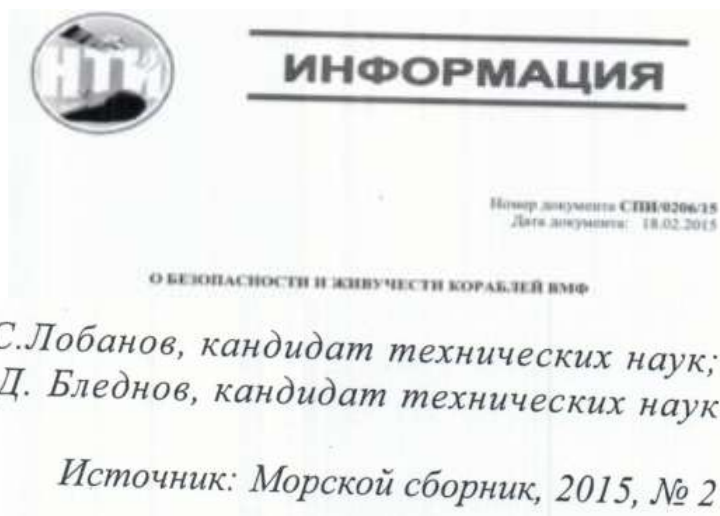 НТИ
ИНФОРМАЦИЯ
Номер документа СПИ/0206/15
Дата документа: 18.02.2015
О БЕЗОПАСНОСТИ И ЖИВУЧЕСТИ КОРАБЛЕЙ ВМФ
С.Лобанов, кандидат технических наук;
Д. Бледнов, кандидат технических наук
Источник: Морской сборник, 2015, № 2